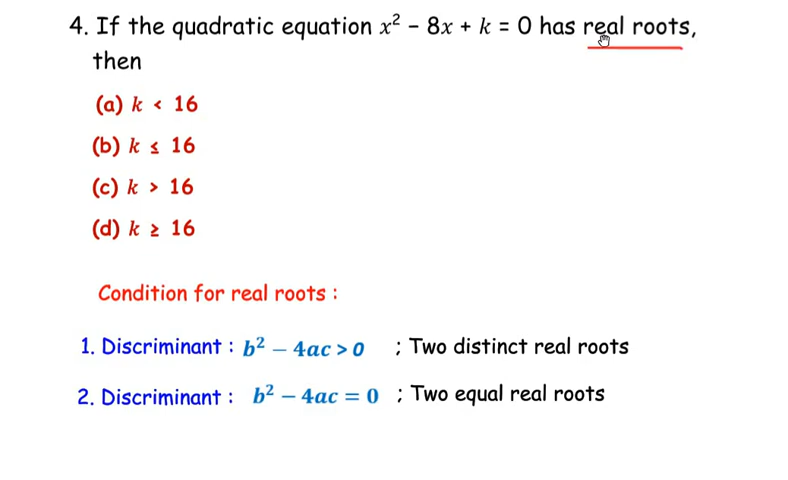 4. If the quadratic equation x² − 8x + k = 0 has real roots,
then
(a) k < 16
(b) k ≤ 16
(c) k > 16
(d) k ≥ 16
Condition for real roots :
1. Discriminant : b² − 4ac > 0 ; Two distinct real roots
2. Discriminant : b² − 4ac = 0 ; Two equal real roots